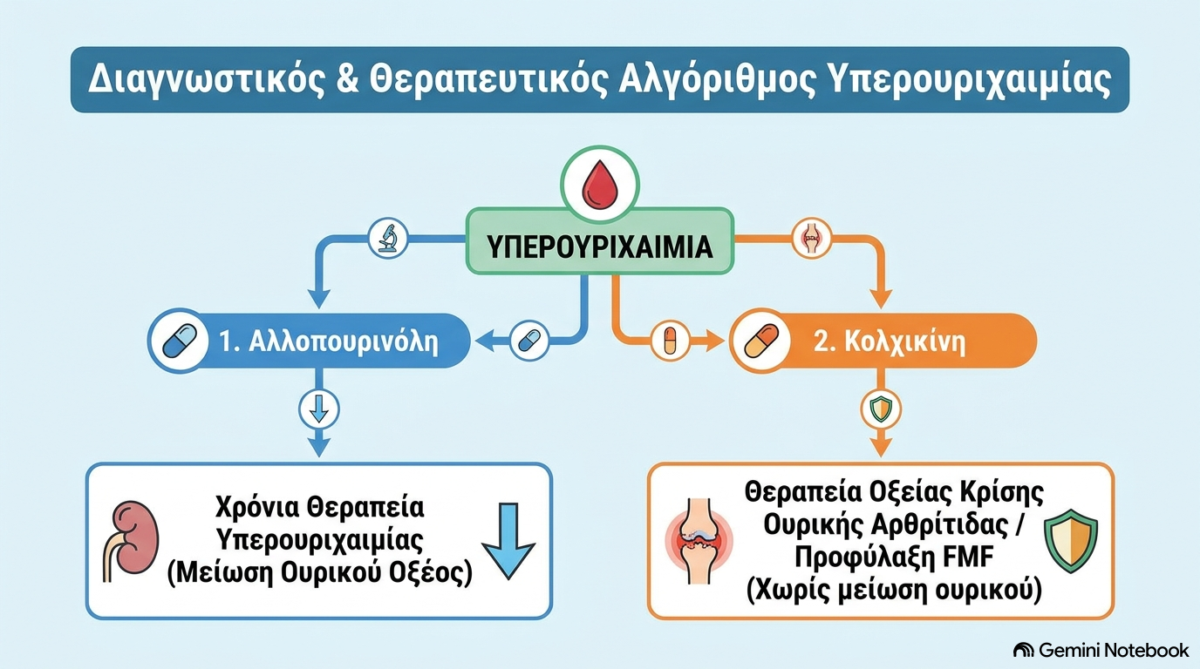 Διαγνωστικός & Θεραπευτικός Αλγόριθμος Υπερουριχαιμίας
ΥΠΕΡΟΥΡΙΧΑΙΜΙΑ
1. Αλλοπουρινόλη
2. Κολχικίνη
Χρόνια Θεραπεία
Υπερουριχαιμίας
(Μείωση Ουρικού Οξέος)
Θεραπεία Οξείας Κρίσης
Ουρικής Αρθρίτιδας /
Προφύλαξη FMF
(Χωρίς μείωση ουρικού)
Gemini Notebook